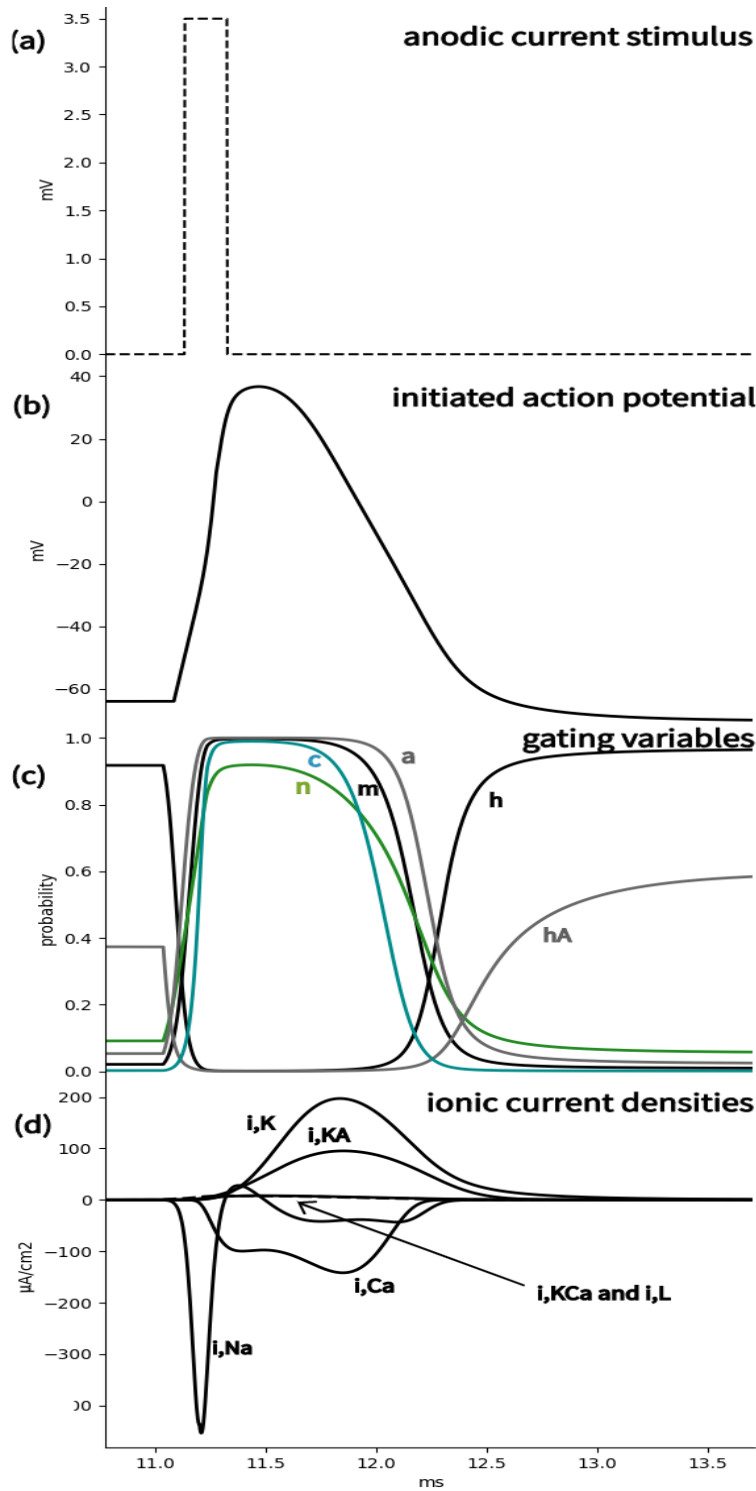 (a)
anodic current stimulus
3.5
3.0
2.5
2.0
1.5
1.0
0.5
0.0
mV
(b)
initiated action potential
40
20
0
−20
−40
−60
mV
(c)
gating variables
1.0
0.8
0.6
0.4
0.2
0.0
probability
c
a
n
m
h
hA
(d)
ionic current densities
200
100
0
−100
−200
−300
00
µA/cm2
i,K
i,KA
i,Ca
i,KCa and i,L
i,Na
11.0 11.5 12.0 12.5 13.0 13.5
ms